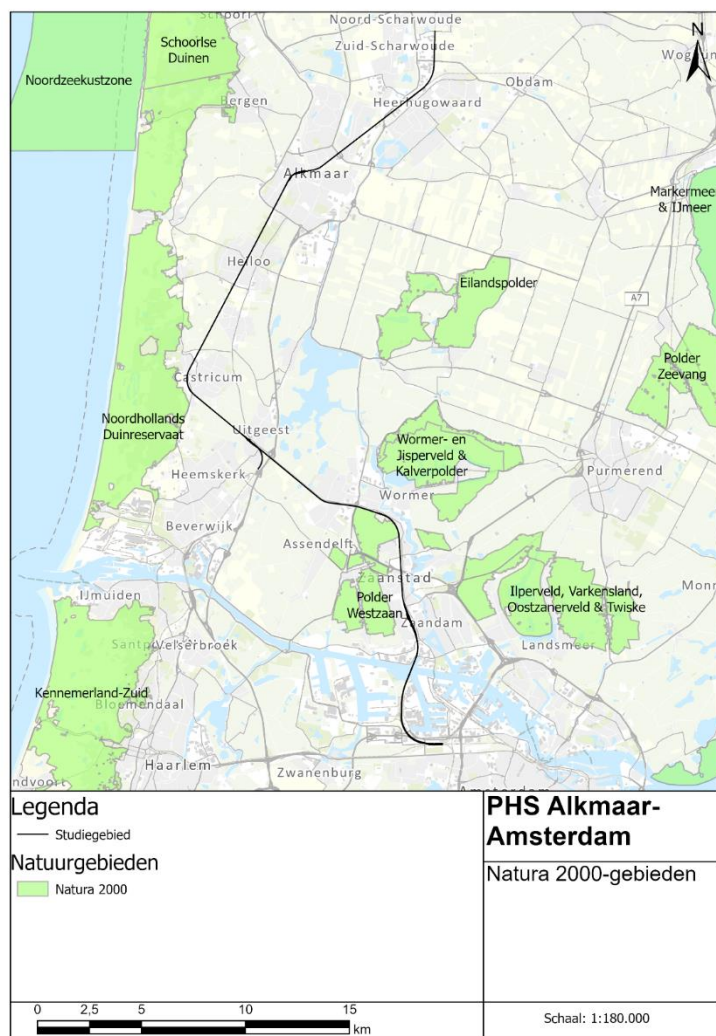 Schoorl
Noord-Scharwoude
Schoorlse
Duinen
Zuid-Scharwoude
N
Noordzeekustzone
Obdam
Bergen
Heerhugowaard
Alkmaar
Markermeer
& IJmeer
Heiloo
Eilandspolder
A7
Polder
Zeevang
Castricum
Noordhollands
Duinreservaat
Uitgeest
Wormer- en
Jisperveld &
Kalverpolder
Heemskerk
Purmerend
Wormer
Beverwijk
Assendelft
Zaanstad
IJmuiden
Polder
Westzaan
Ilperveld, Varkensland,
Oostzanerveld & Twiske
Zaandam
Velserbroek
Landsmeer
Kennemerland-Zuid
Bloemendaal
Haarlem
Zwanenburg
Amsterdam
Legenda
Studiegebied
Natuurgebieden
Natura 2000
0 2,5 5 10 15
km
PHS Alkmaar-
Amsterdam
Natura 2000-gebieden
Schaal: 1:180.000